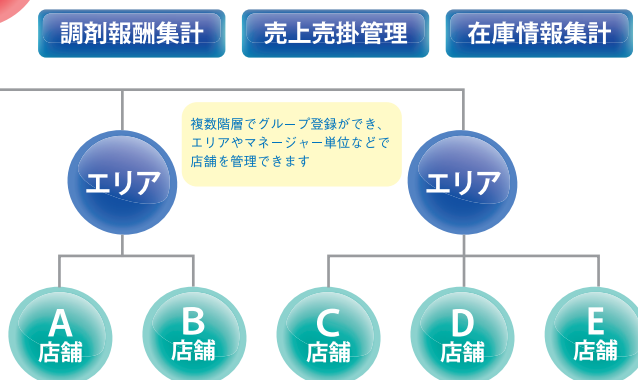 調剤報酬集計
売上売掛管理
在庫情報集計
複数階層でグループ登録ができ、
エリアやマネージャー単位などで
店舗を管理できます
エリア
エリア
A
店舗
B
店舗
C
店舗
D
店舗
E
店舗